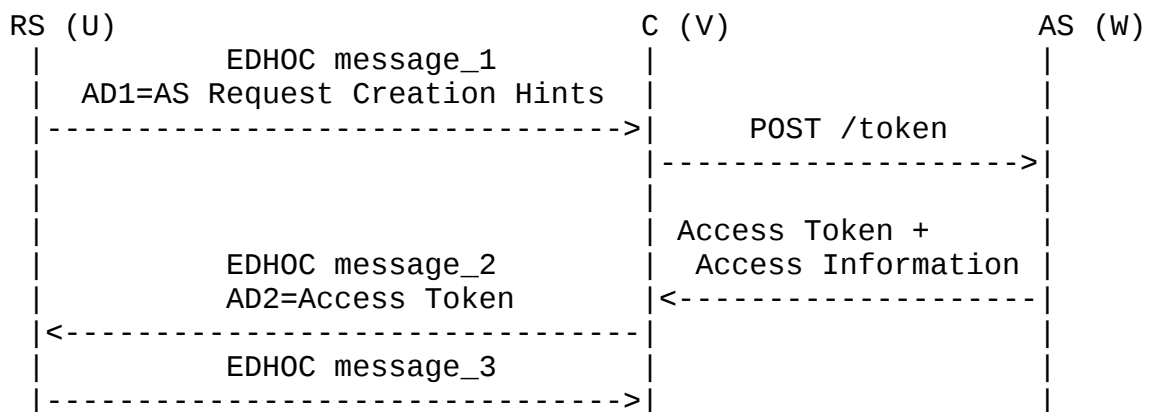 RS (U) C (V) AS (W)
EDHOC message_1
AD1=AS Request Creation Hints
POST /token
Access Token +
EDHOC message_2 Access Information
AD2=Access Token
EDHOC message_3